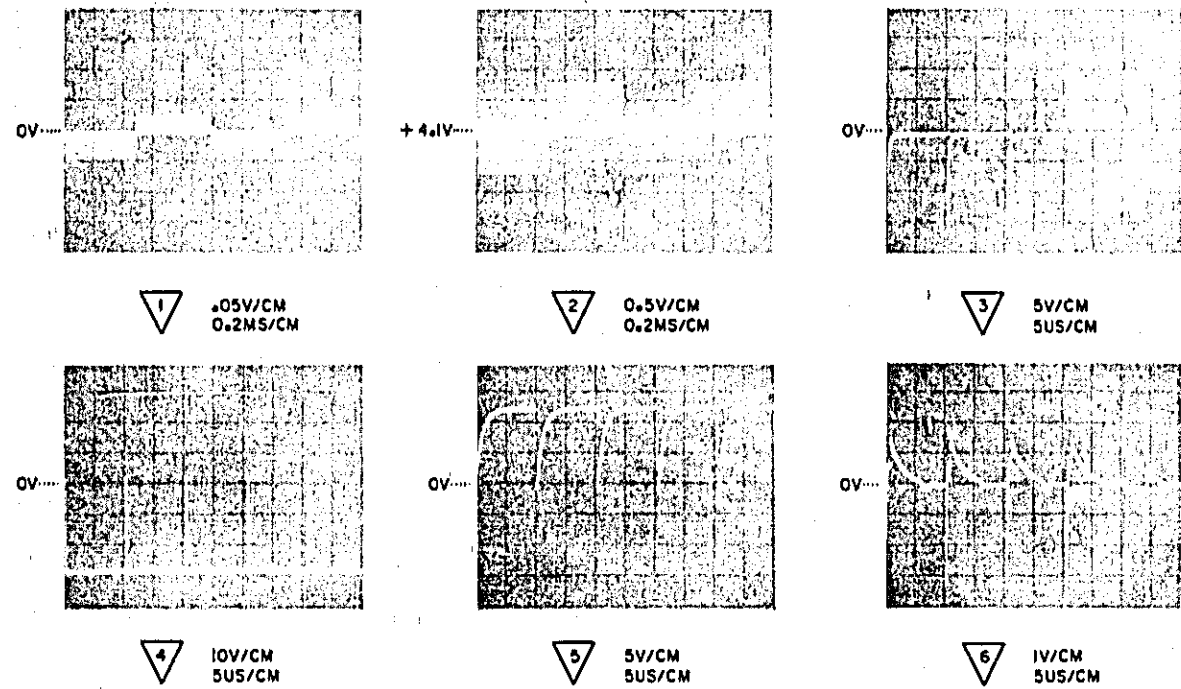 0V
+ 4.1V
0V
1 .05V/CM
0.2MS/CM
2 0.5V/CM
0.2MS/CM
3 5V/CM
5US/CM
0V
0V
0V
4 10V/CM
5US/CM
5 5V/CM
5US/CM
6 1V/CM
5US/CM